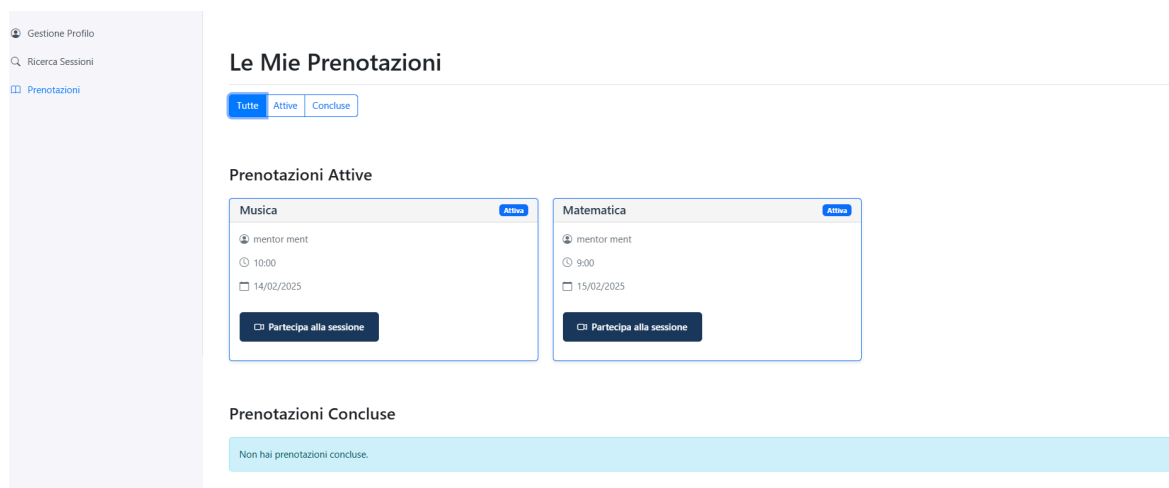 Gestione Profilo
Ricerca Sessioni
Prenotazioni
Le Mie Prenotazioni
Tutte Attive Concluse
Prenotazioni Attive
Musica Attiva
mentor ment
10:00
14/02/2025
Partecipa alla sessione
Matematica Attiva
mentor ment
9:00
15/02/2025
Partecipa alla sessione
Prenotazioni Concluse
Non hai prenotazioni concluse.